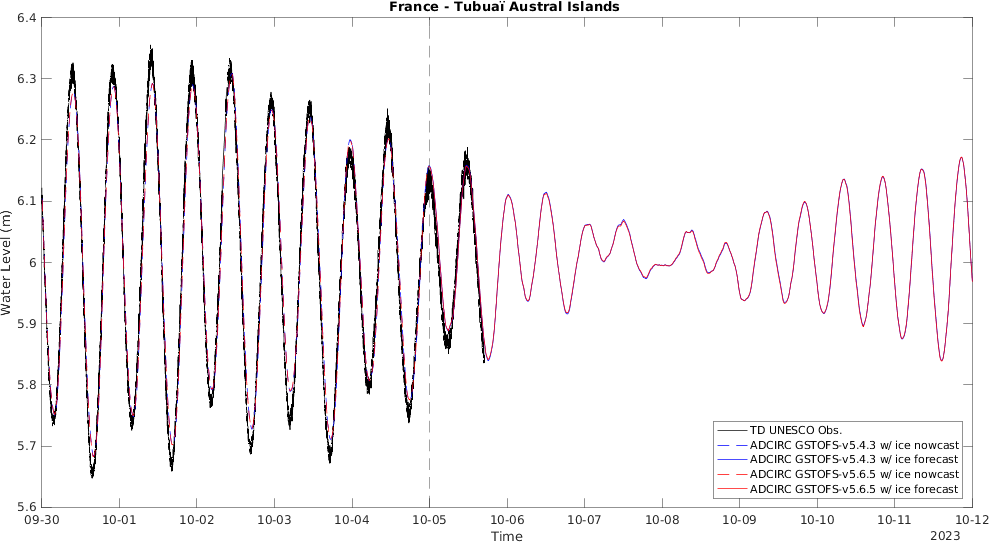 France - Tubuaï Austral Islands
6.4
6.3
6.2
6.1
6
5.9
5.8
5.7
5.6
Water Level (m)
TD UNESCO Obs.
ADCIRC GSTOFS-v5.4.3 w/ ice nowcast
ADCIRC GSTOFS-v5.4.3 w/ ice forecast
ADCIRC GSTOFS-v5.6.5 w/ ice nowcast
ADCIRC GSTOFS-v5.6.5 w/ ice forecast
09-30 10-01 10-02 10-03 10-04 10-05 10-06 10-07 10-08 10-09 10-10 10-11 10-12
Time
2023